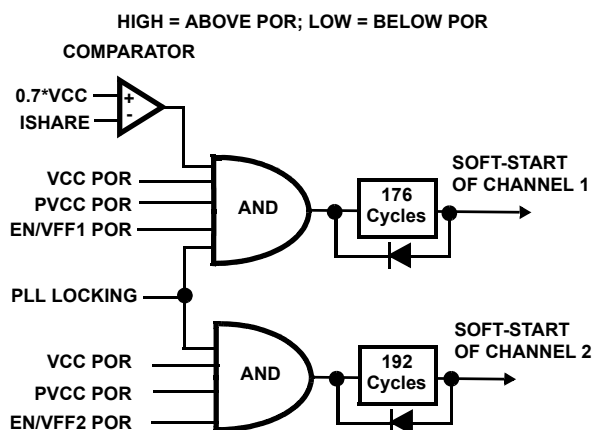 HIGH = ABOVE POR; LOW = BELOW POR
COMPARATOR
0.7*VCC
+
ISHARE
-
VCC POR
PVCC POR
EN/VFF1 POR
AND
176
Cycles
SOFT-START
OF CHANNEL 1
PLL LOCKING
VCC POR
PVCC POR
EN/VFF2 POR
AND
192
Cycles
SOFT-START
OF CHANNEL 2